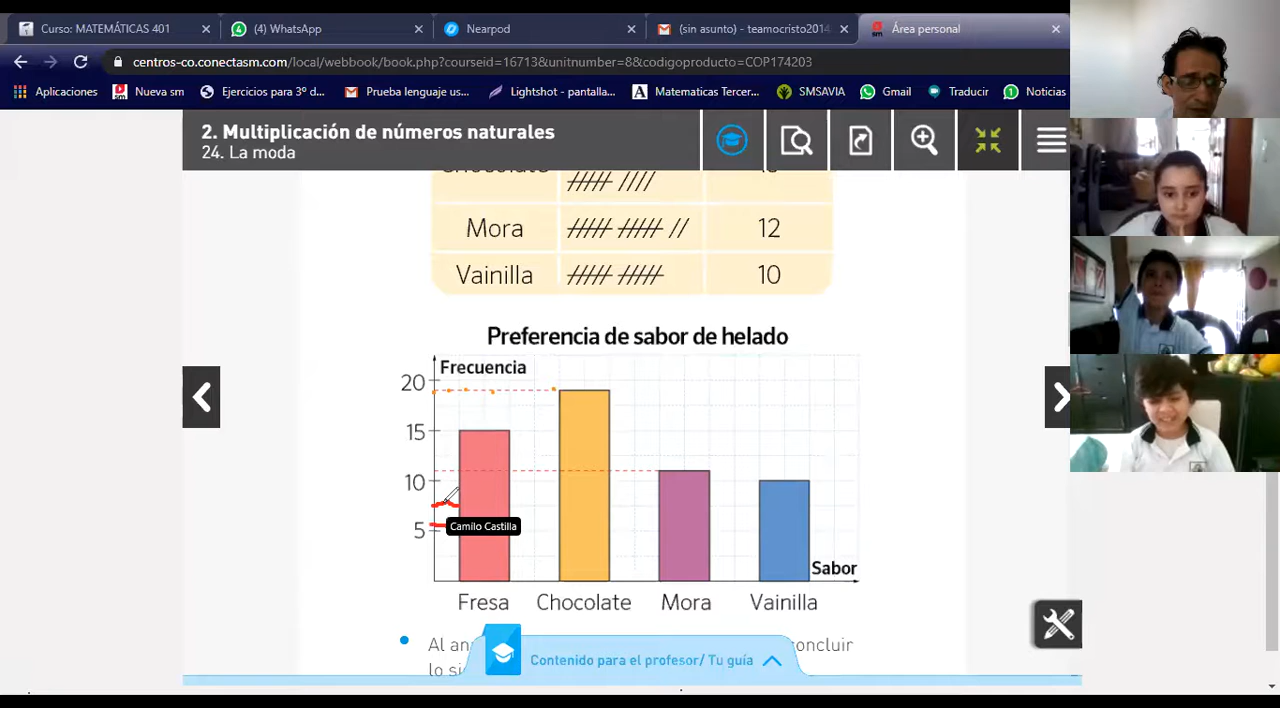 Curso: MATEMÁTICAS 401
(4) WhatsApp
Nearpod
(sin asunto) - teamocristo2014
Área personal
centros-co.conectasm.com/local/webbook/book.php?courseid=16713&unitnumber=8&codigoproducto=COP174203
Aplicaciones
Nueva sm
Ejercicios para 3º d...
Prueba lenguaje us...
Lightshot – pantalla...
Matematicas Tercer...
SMSAVIA
Gmail
Traducir
Noticias
2. Multiplicación de números naturales
24. La moda
Mora 12
Vainilla 10
Preferencia de sabor de helado
Frecuencia
20
15
10
5
Camilo Castilla
Sabor
Fresa Chocolate Mora Vainilla
Al
concluir
Contenido para el profesor/ Tu guía
lo